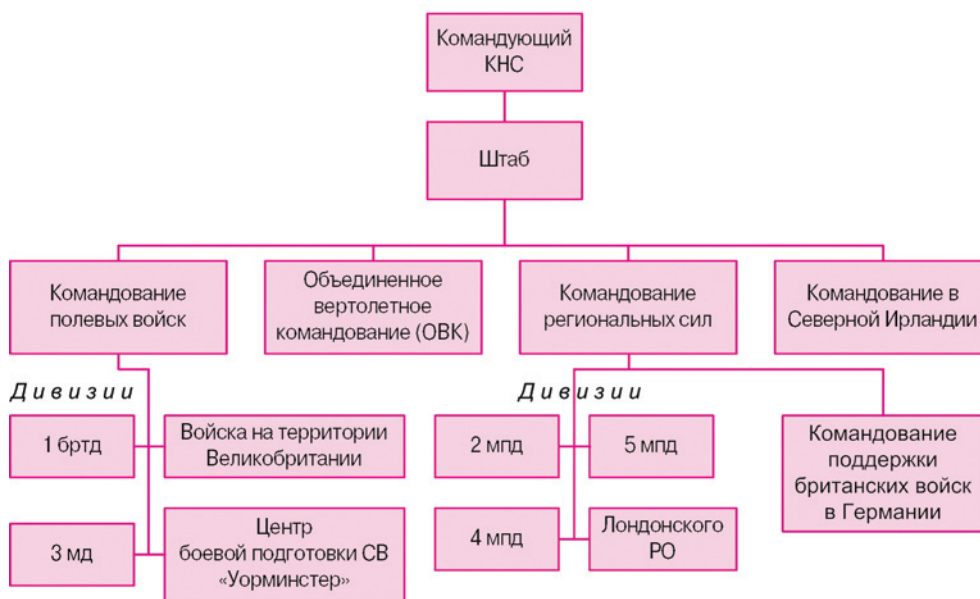 Командующий
КНС
Штаб
Командование
полевых войск
Объединенное
вертолетное
командование (ОВК)
Командование
региональных сил
Командование в
Северной Ирландии
Дивизии
1 бртд
Войска на территории
Великобритании
3 мд
Центр
боевой подготовки СВ
«Уорминстер»
Дивизии
2 мпд
5 мпд
4 мпд
Лондонского
РО
Командование
поддержки
британских войск
в Германии